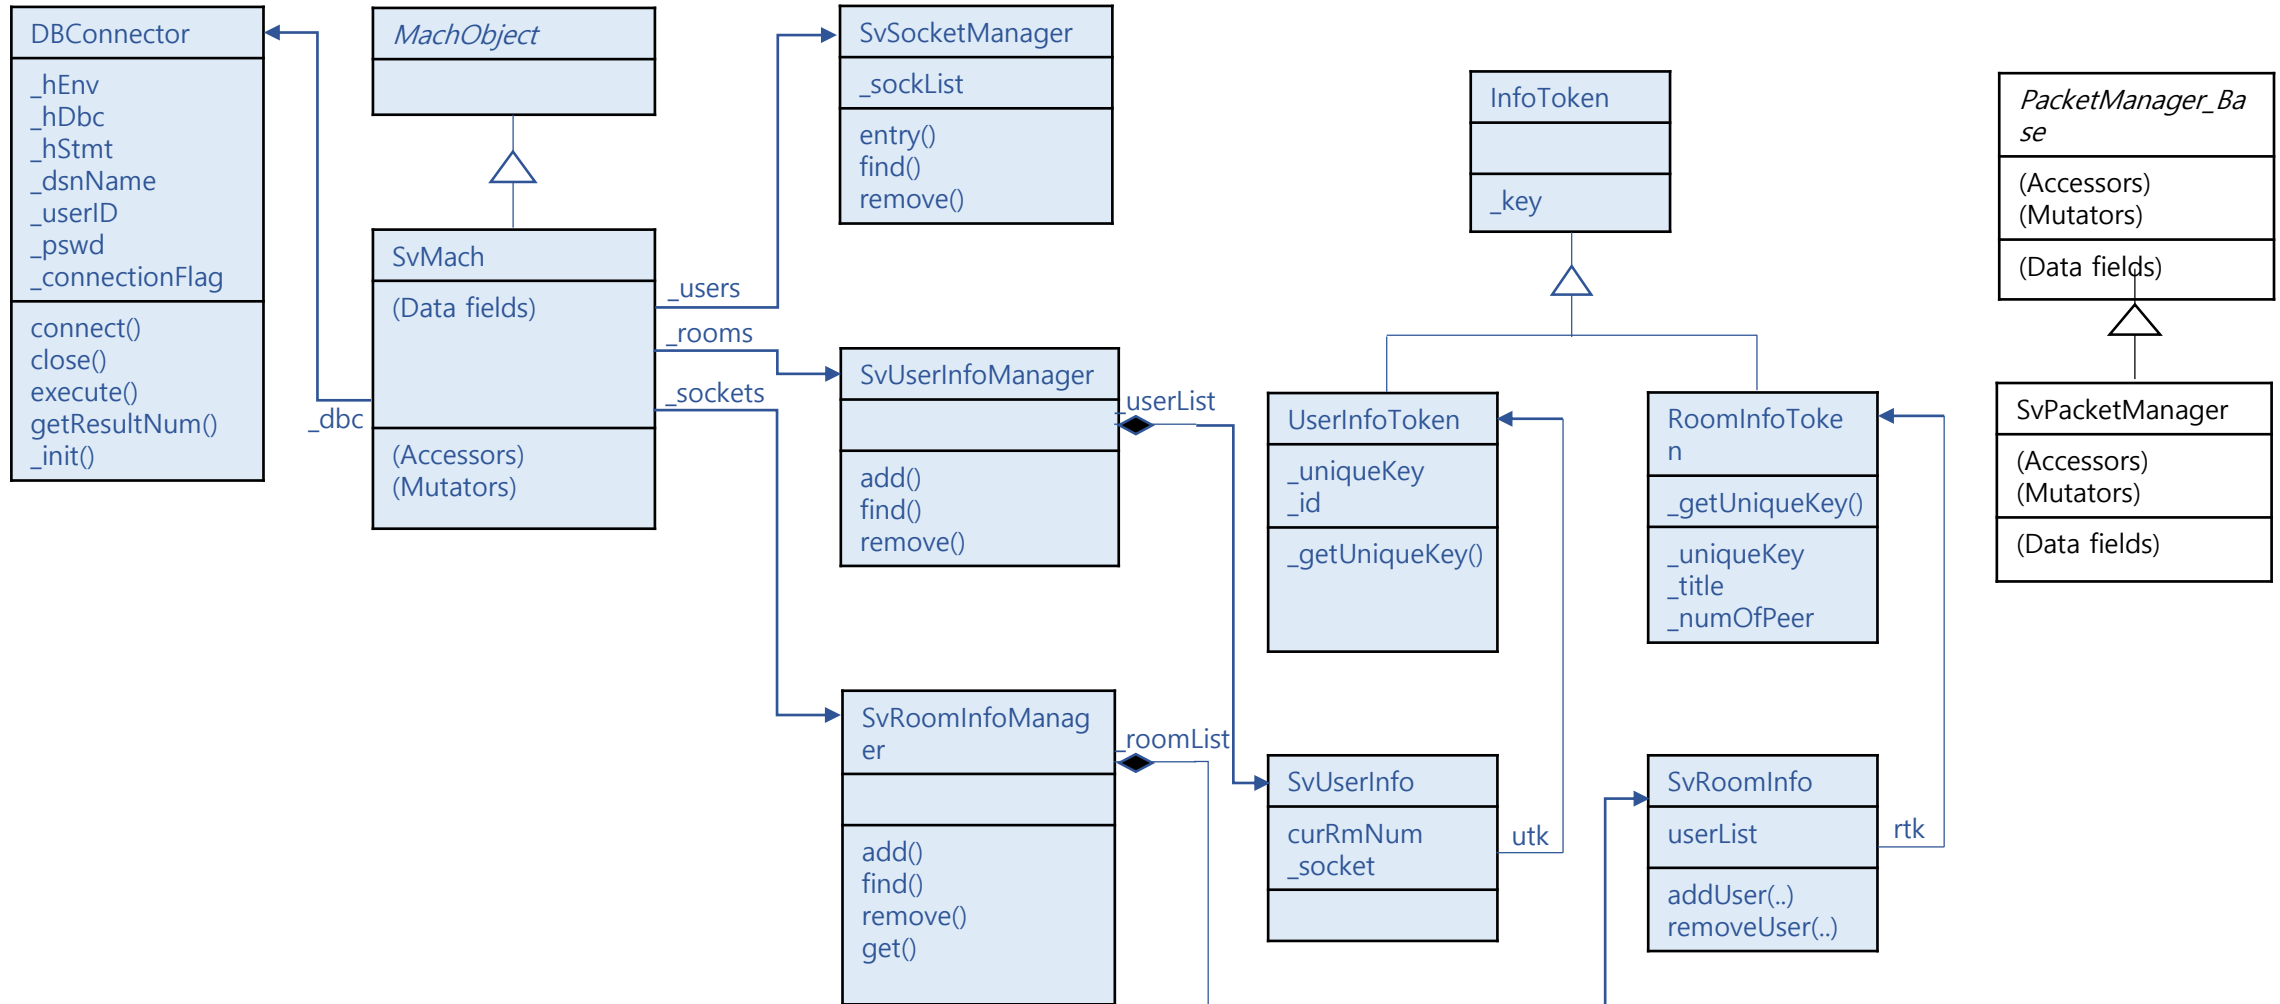 DBConnector
_hEnv
_hDbc
_hStmt
_dsnName
_userID
_pswd
_connectionFlag
connect()
close()
execute()
getResultNum()
_init()
_dbc
MachObject
SvMach
(Data fields)
(Accessors)
(Mutators)
_users
_rooms
_sockets
SvSocketManager
_sockList
entry()
find()
remove()
SvUserInfoManager
add()
find()
remove()
_userList
SvRoomInfoManag
er
add()
find()
remove()
get()
_roomList
InfoToken
_key
UserInfoToken
_uniqueKey
_id
_getUniqueKey()
RoomInfoToke
n
_getUniqueKey()
_uniqueKey
_title
_numOfPeer
SvUserInfo
curRmNum
_socket
utk
SvRoomInfo
userList
addUser(..)
removeUser(..)
rtk
PacketManager_Ba
se
(Accessors)
(Mutators)
(Data fields)
SvPacketManager
(Accessors)
(Mutators)
(Data fields)